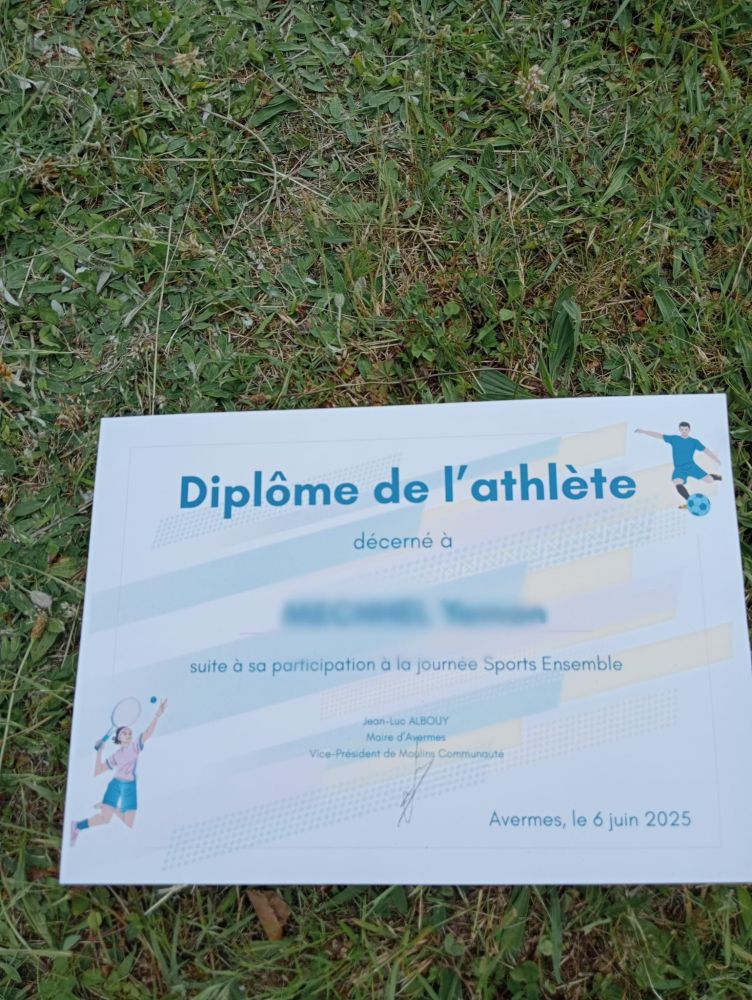 Diplôme de l'athlète
décerné à
suite à sa participation à la journée Sports Ensemble
Jean-Luc ALBOUY
Maire d'Avermes
Vice-Président de Moulins Communauté
Avermes, le 6 juin 2025